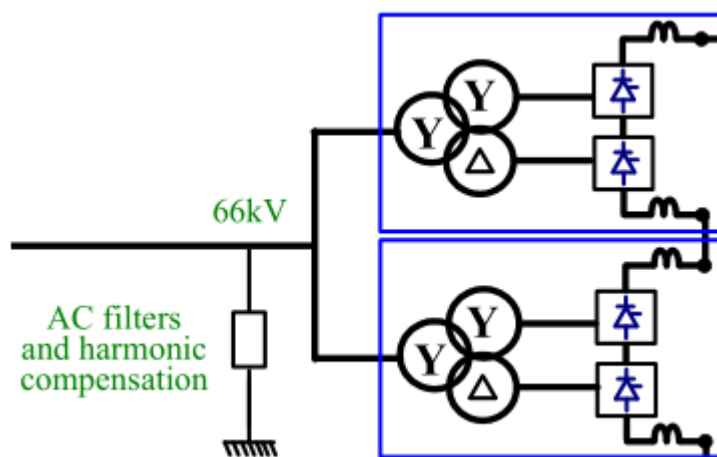 Y
Y
Δ
66kV
AC filters
and harmonic
compensation
Y
Y
Δ